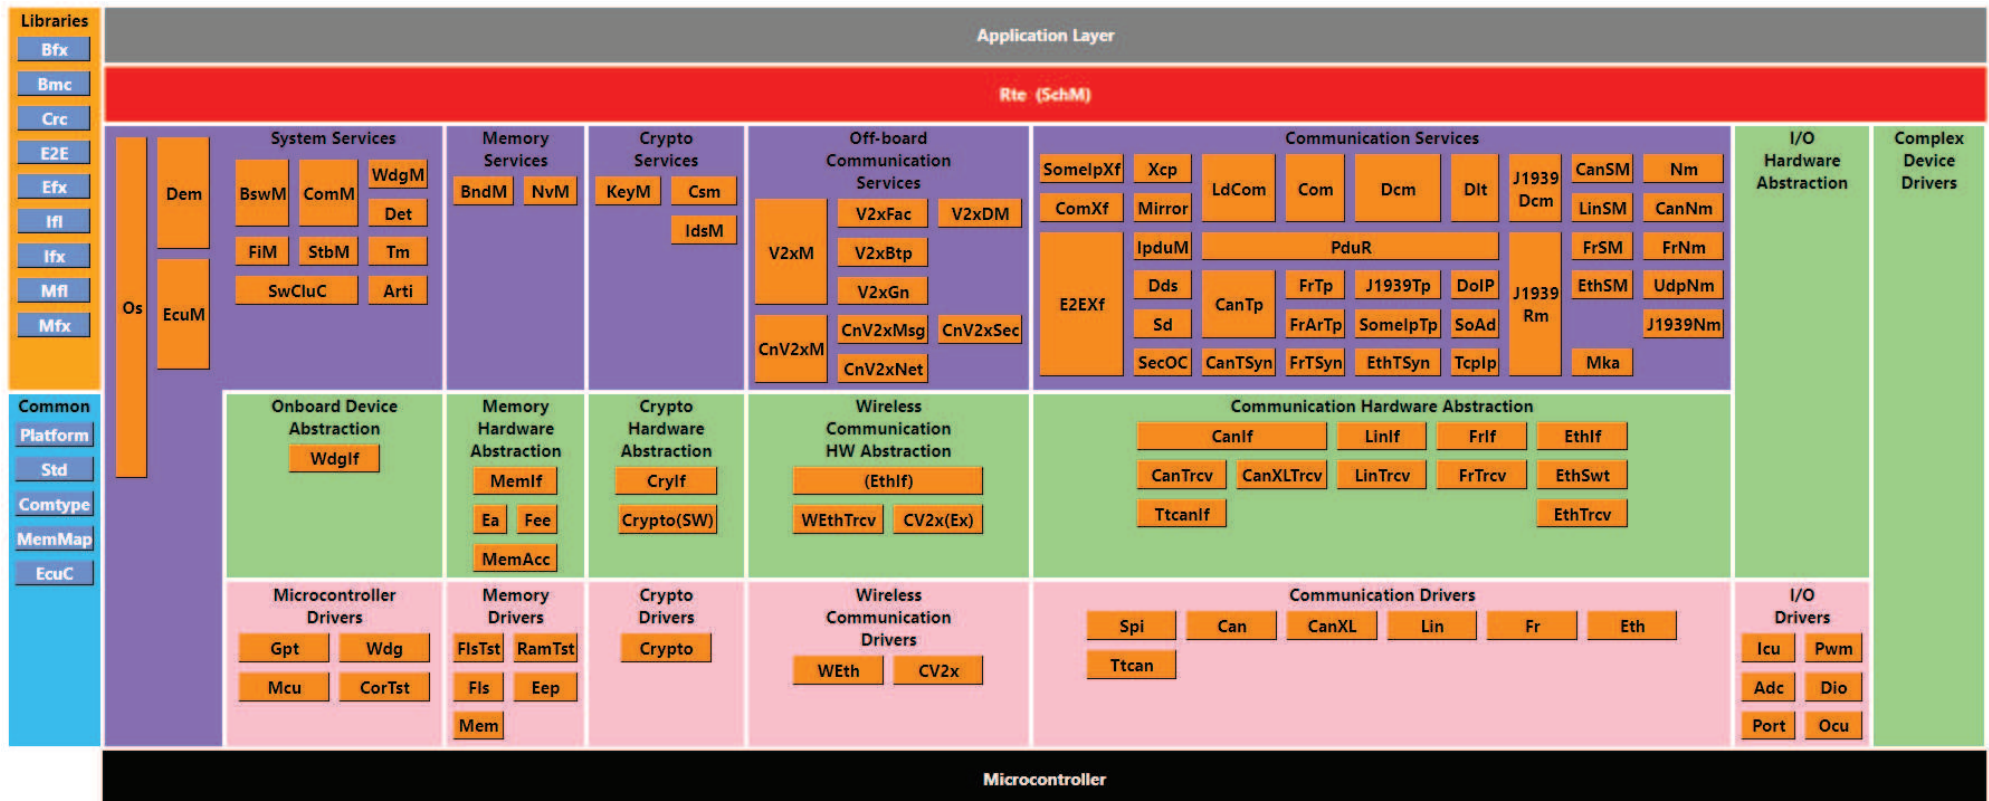 Libraries
Bfx
Bmc
Crc
E2E
Efx
Ifl
Ifx
Mfl
Mfx
Common
Platform
Std
Comtype
MemMap
EcuC
Application Layer
Rte (SchM)
Os
Dem
EcuM
System Services
BswM
ComM
WdgM
Det
FiM
StbM
Tm
SwCluC
Arti
Memory
Services
BndM
NvM
Crypto
Services
KeyM
Csm
IdsM
Off-board
Communication
Services
V2xM
V2xFac
V2xDM
V2xBtp
V2xGn
CnV2xM
CnV2xMsg
CnV2xSec
CnV2xNet
Communication Services
SomeIpXf
Xcp
LdCom
Com
Dcm
Dlt
J1939
Dcm
CanSM
Nm
ComXf
Mirror
LinSM
CanNm
E2EXf
IpduM
PduR
J1939
Rm
FrSM
FrNm
Dds
CanTp
FrTp
J1939Tp
DoIP
EthSM
UdpNm
Sd
FrArTp
SomeIpTp
SoAd
J1939Nm
SecOC
CanTSyn
FrTSyn
EthTSyn
TcpIp
Mka
I/O
Hardware
Abstraction
Complex
Device
Drivers
Onboard Device
Abstraction
WdgIf
Memory
Hardware
Abstraction
MemIf
Ea
Fee
MemAcc
Crypto
Hardware
Abstraction
CryIf
Crypto(SW)
Wireless
Communication
HW Abstraction
(EthIf)
WEthTrcv
CV2x(Ex)
Communication Hardware Abstraction
CanIf
LinIf
FrIf
EthIf
CanTrcv
CanXLTrcv
LinTrcv
FrTrcv
EthSwt
TtcanIf
EthTrcv
Microcontroller
Drivers
Gpt
Wdg
Mcu
CorTst
Memory
Drivers
FlsTst
RamTst
Fls
Eep
Mem
Crypto
Drivers
Crypto
Wireless
Communication
Drivers
WEth
CV2x
Communication Drivers
Spi
Can
CanXL
Lin
Fr
Eth
Ttcan
I/O
Drivers
Icu
Pwm
Adc
Dio
Port
Ocu
Microcontroller